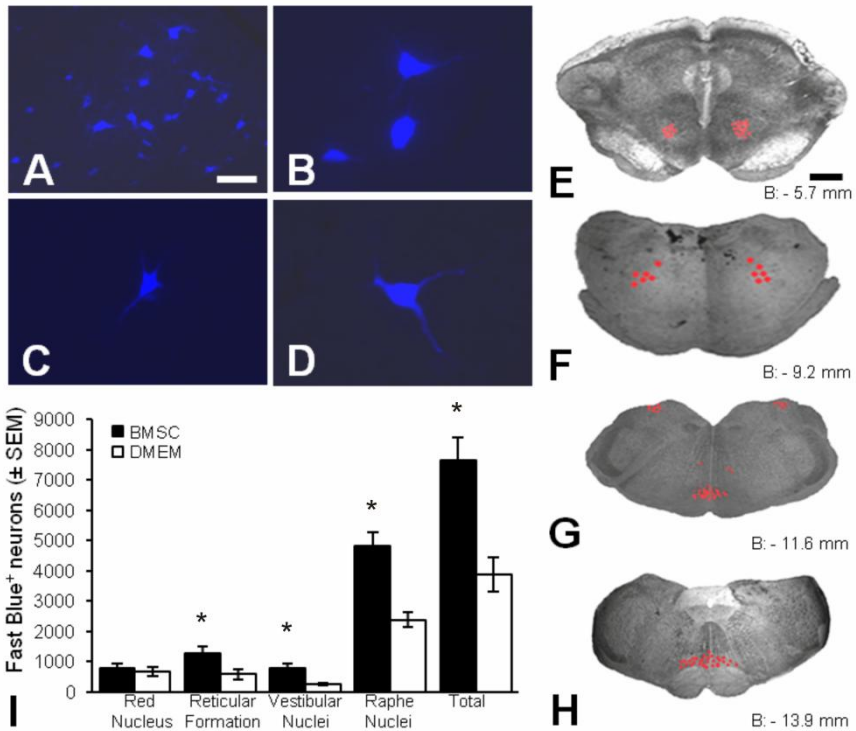 A
B
C
D
E
B: - 5.7 mm
F
B: - 9.2 mm
G
B: - 11.6 mm
H
B: - 13.9 mm
I
Fast Blue⁺ neurons (± SEM)
9000
8000
7000
6000
5000
4000
3000
2000
1000
0
BMSC
DMEM
*
*
*
*
Red Nucleus
Reticular Formation
Vestibular Nuclei
Raphe Nuclei
Total